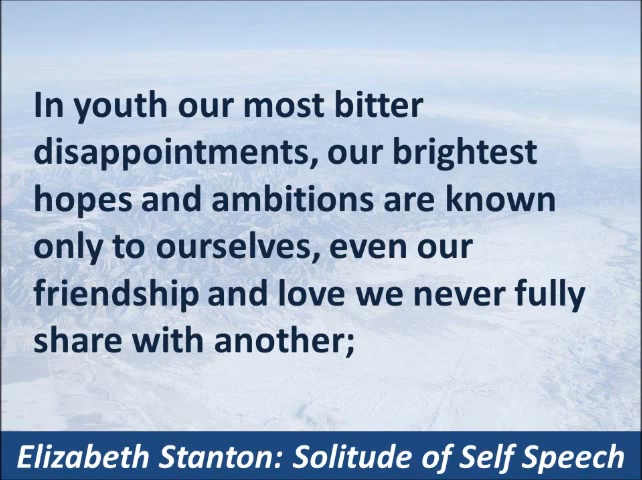 In youth our most bitter
disappointments, our brightest
hopes and ambitions are known
only to ourselves, even our
friendship and love we never fully
share with another;
Elizabeth Stanton: Solitude of Self Speech